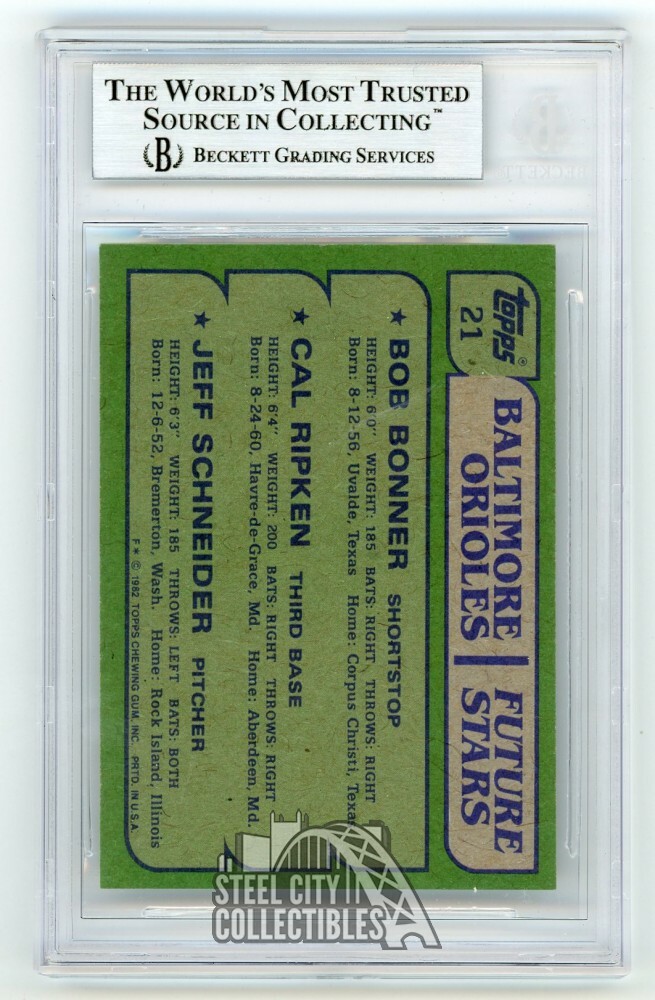 THE WORLD'S MOST TRUSTED
SOURCE IN COLLECTING™
B BECKETT GRADING SERVICES
BECKETT
topps®
21
BALTIMORE
ORIOLES
FUTURE
STARS
★ BOB BONNER SHORTSTOP
HEIGHT: 6'0" WEIGHT: 185 BATS: RIGHT THROWS: RIGHT
Born: 8-12-56, Uvalde, Texas Home: Corpus Christi, Texas
★ CAL RIPKEN THIRD BASE
HEIGHT: 6'4" WEIGHT: 200 BATS: RIGHT THROWS: RIGHT
Born: 8-24-60, Havre-de-Grace, Md. Home: Aberdeen, Md.
★ JEFF SCHNEIDER PITCHER
HEIGHT: 6'3" WEIGHT: 185 THROWS: LEFT BATS: BOTH
Born: 12-6-52, Bremerton, Wash. Home: Rock Island, Illinois
F* © 1982 TOPPS CHEWING GUM, INC. PRTD. IN U.S.A.
STEEL CITY
COLLECTIBLES